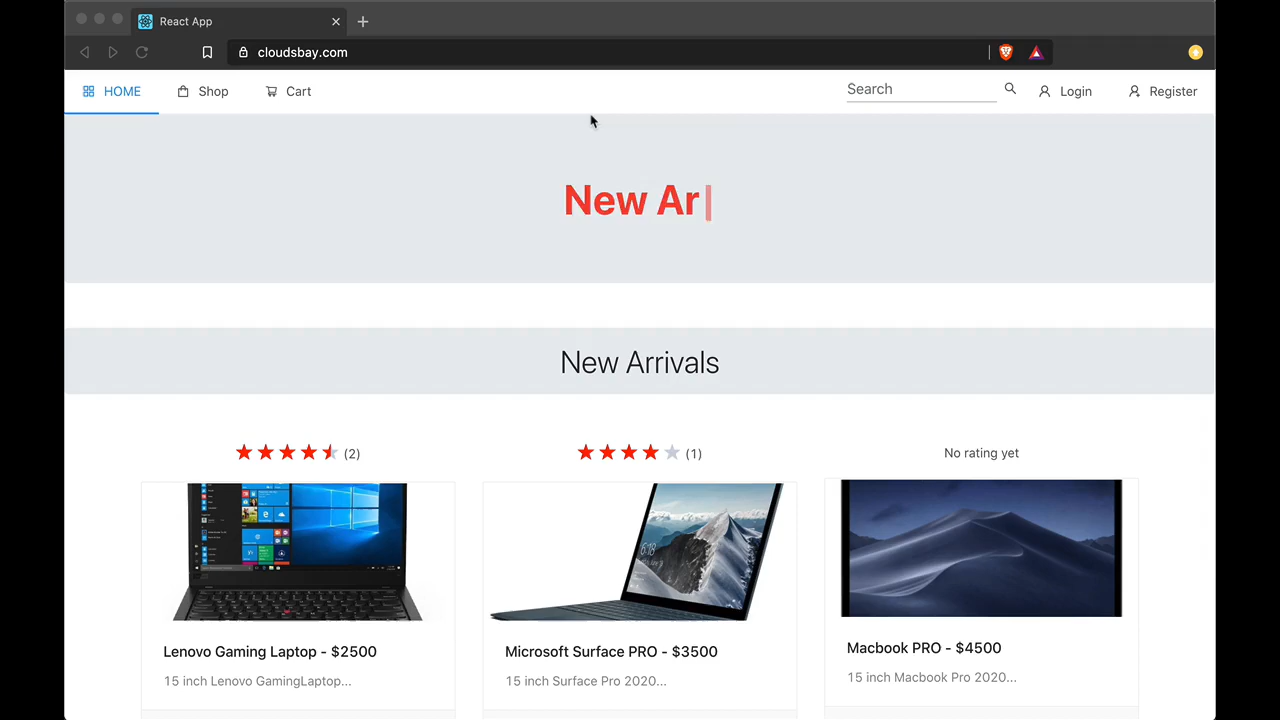 React App
cloudsbay.com
HOME Shop Cart Search Login Register
New Ar
New Arrivals
(2) (1) No rating yet
6:18
Lenovo Gaming Laptop - $2500
Microsoft Surface PRO - $3500
Macbook PRO - $4500
15 inch Lenovo GamingLaptop...
15 inch Surface Pro 2020...
15 inch Macbook Pro 2020...